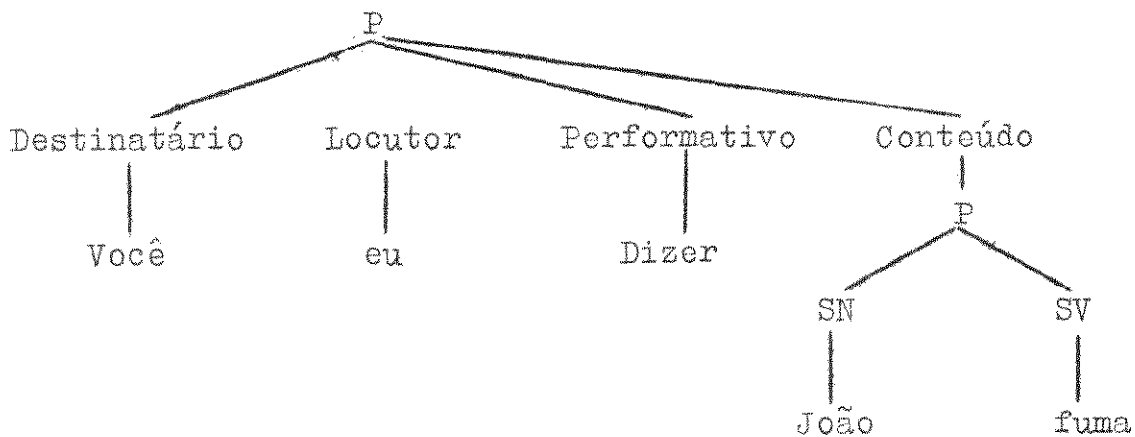 P
Destinatário Locutor Performativo Conteúdo
P
Você eu Dizer
SN SV
João fuma